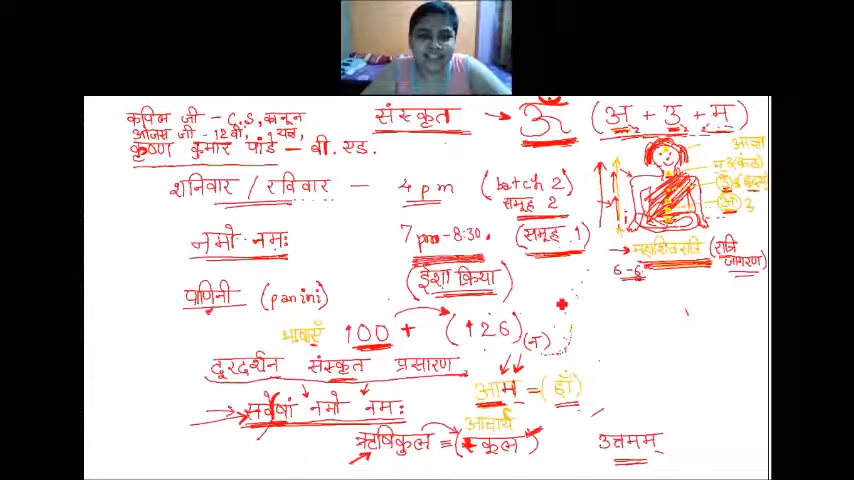 कपिल जी - C.S, कानून
ओजस जी - 12वी,
कृष्ण कुमार पांडे - बी.एड.
संस्कृत → ॐ (अ + उ + म)
आज्ञा
शनिवार / रविवार - 4 pm (batch 2)
समूह 2
नमो नमः 7 pm - 8:30. (समूह 1)
→ महाशिवरात्रि (रात्रि जागरण)
6-6
(ईशा क्रिया)
पाणिनी (panini)
भाषाएँ 100 + (126)
दूरदर्शन संस्कृत प्रसारण
आम = (हाँ)
सर्वेषां नमो नमः
आचार्य
ऋषिकुल = (स्कूल)
उत्तमम्